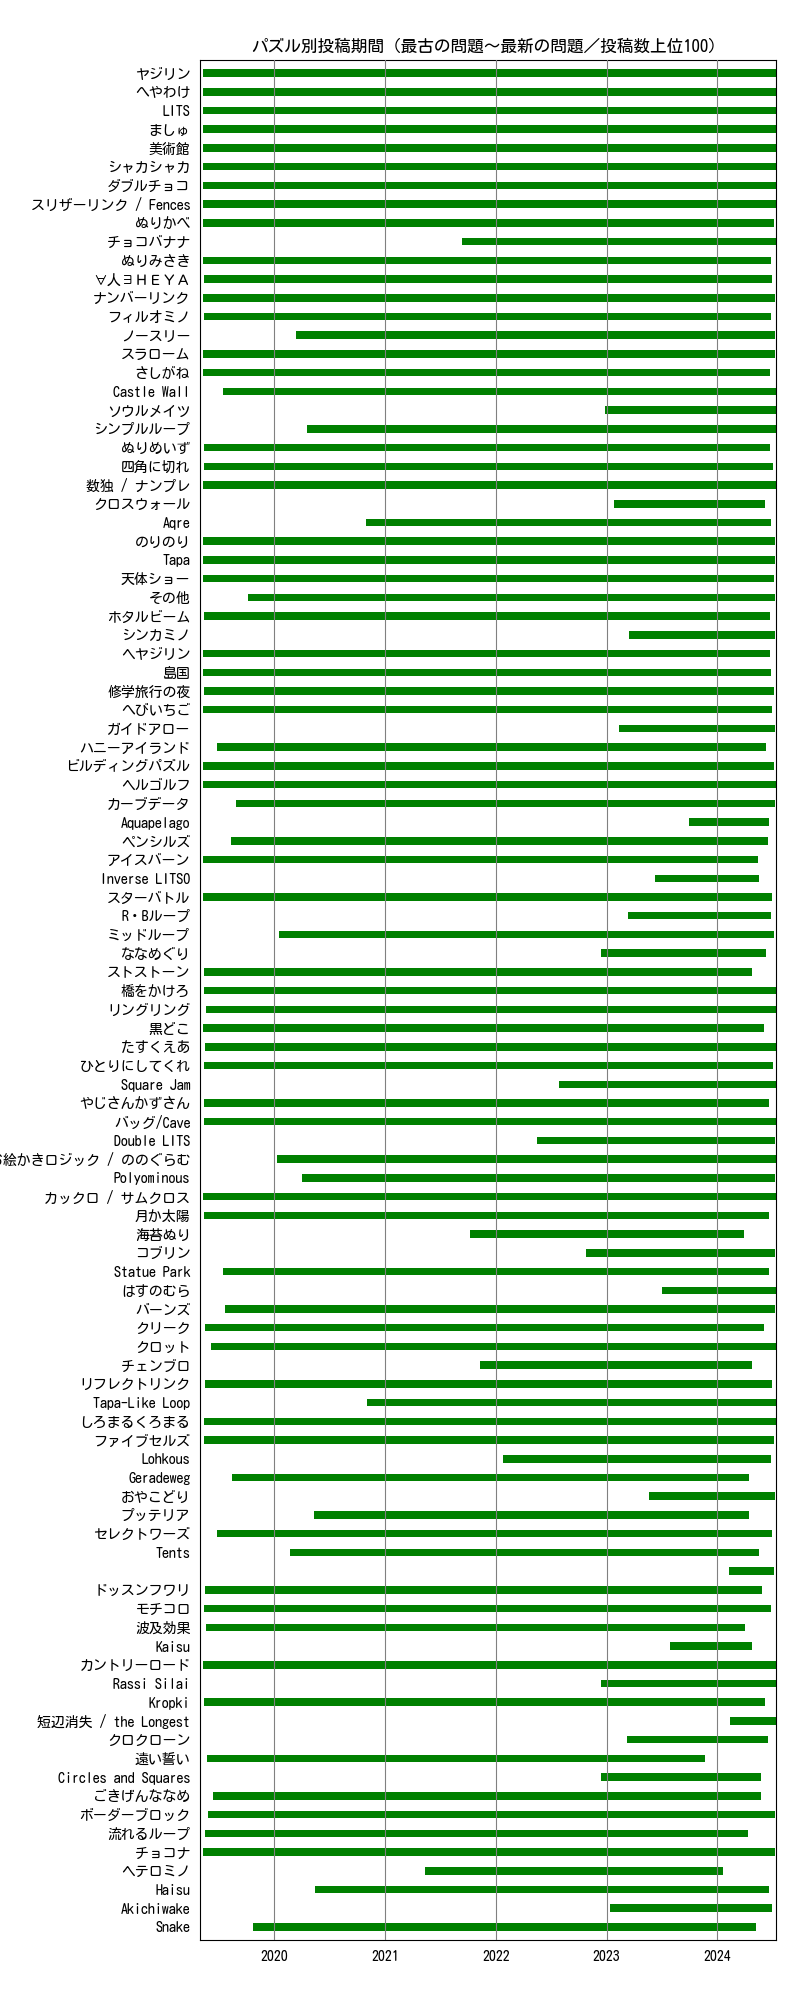 パズル別投稿期間（最古の問題～最新の問題／投稿数上位100）
ヤジリン
へやわけ
LITS
ましゅ
美術館
シャカシャカ
ダブルチョコ
スリザーリンク / Fences
ぬりかべ
チョコバナナ
ぬりみさき
∀人∃ＨＥＹＡ
ナンバーリンク
フィルオミノ
ノースリー
スラローム
さしがね
Castle Wall
ソウルメイツ
シンプルループ
ぬりめいず
四角に切れ
数独 / ナンプレ
クロスウォール
Aqre
のりのり
Tapa
天体ショー
その他
ホタルビーム
シンカミノ
ヘヤジリン
島国
修学旅行の夜
へびいちご
ガイドアロー
ハニーアイランド
ビルディングパズル
ヘルゴルフ
カーブデータ
Aquapelago
ペンシルズ
アイスバーン
Inverse LITSO
スターバトル
R・Bループ
ミッドループ
ななめぐり
ストストーン
橋をかけろ
リングリング
黒どこ
たすくえあ
ひとりにしてくれ
Square Jam
やじさんかずさん
バッグ/Cave
Double LITS
絵かきロジック / ののぐらむ
Polyominous
カックロ / サムクロス
月か太陽
海苔ぬり
コブリン
Statue Park
はすのむら
バーンズ
クリーク
クロット
チェンブロ
リフレクトリンク
Tapa-Like Loop
しろまるくろまる
ファイブセルズ
Lohkous
Geradeweg
おやこどり
プッテリア
セレクトワーズ
Tents
ドッスンフワリ
モチコロ
波及効果
Kaisu
カントリーロード
Rassi Silai
Kropki
短辺消失 / the Longest
クロクローン
遠い誓い
Circles and Squares
ごきげんななめ
ボーダーブロック
流れるループ
チョコナ
ヘテロミノ
Haisu
Akichiwake
Snake
2020 2021 2022 2023 2024